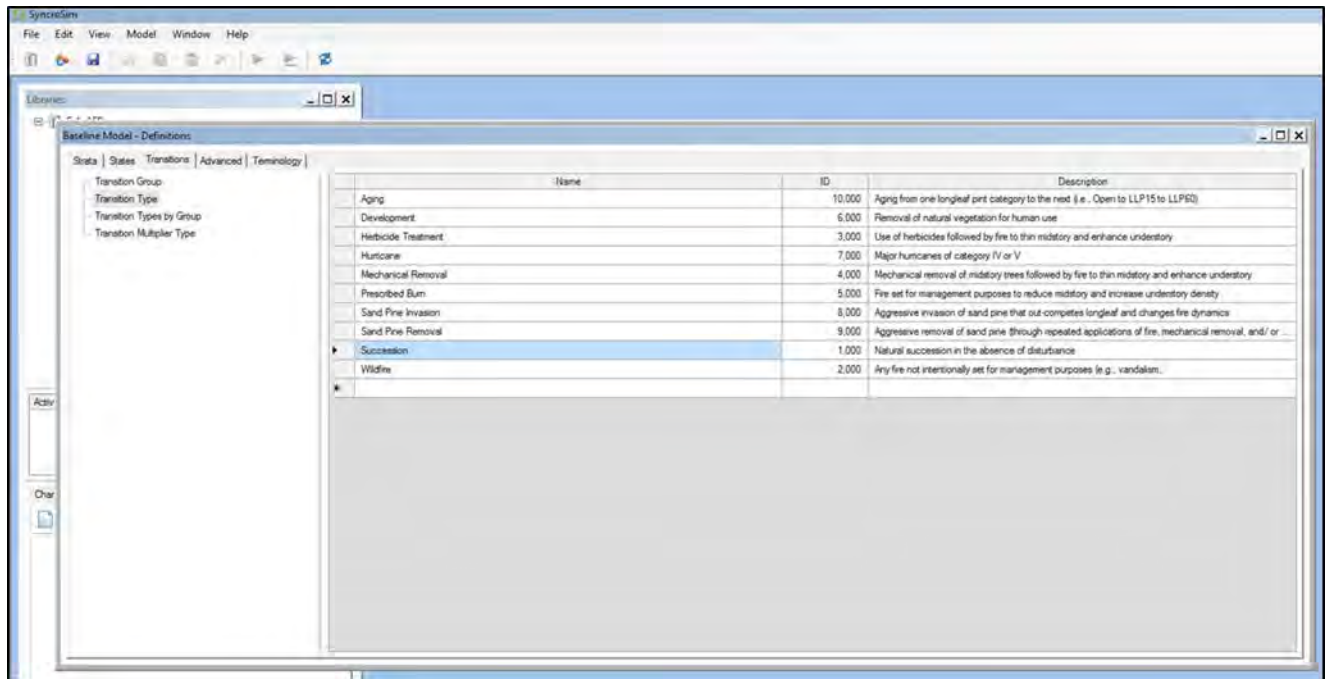 SyncroSim
File Edit View Model Window Help
Libraries
Baseline Model - Definitions
Strata States Transitions Advanced Terminology
Transition Group
Transition Type
Transition Types by Group
Transition Multiplier Type
Name ID Description
Aging 10,000 Aging from one longleaf pint category to the next (i.e., Open to LLP15 to LLP60)
Development 6,000 Removal of natural vegetation for human use
Herbicide Treatment 3,000 Use of herbicides followed by fire to thin midstory and enhance understory
Hurricane 7,000 Major hurricanes of category IV or V
Mechanical Removal 4,000 Mechanical removal of midstory trees followed by fire to thin midstory and enhance understory
Prescribed Burn 5,000 Fire set for management purposes to reduce midstory and increase understory density
Sand Pine Invasion 8,000 Aggressive invasion of sand pine that out-competes longleaf and changes fire dynamics
Sand Pine Removal 9,000 Aggressive removal of sand pine (through repeated applications of fire, mechanical removal, and/ or ...
Succession 1,000 Natural succession in the absence of disturbance
Wildfire 2,000 Any fire not intentionally set for management purposes (e.g., vandalism,
Activ
Char